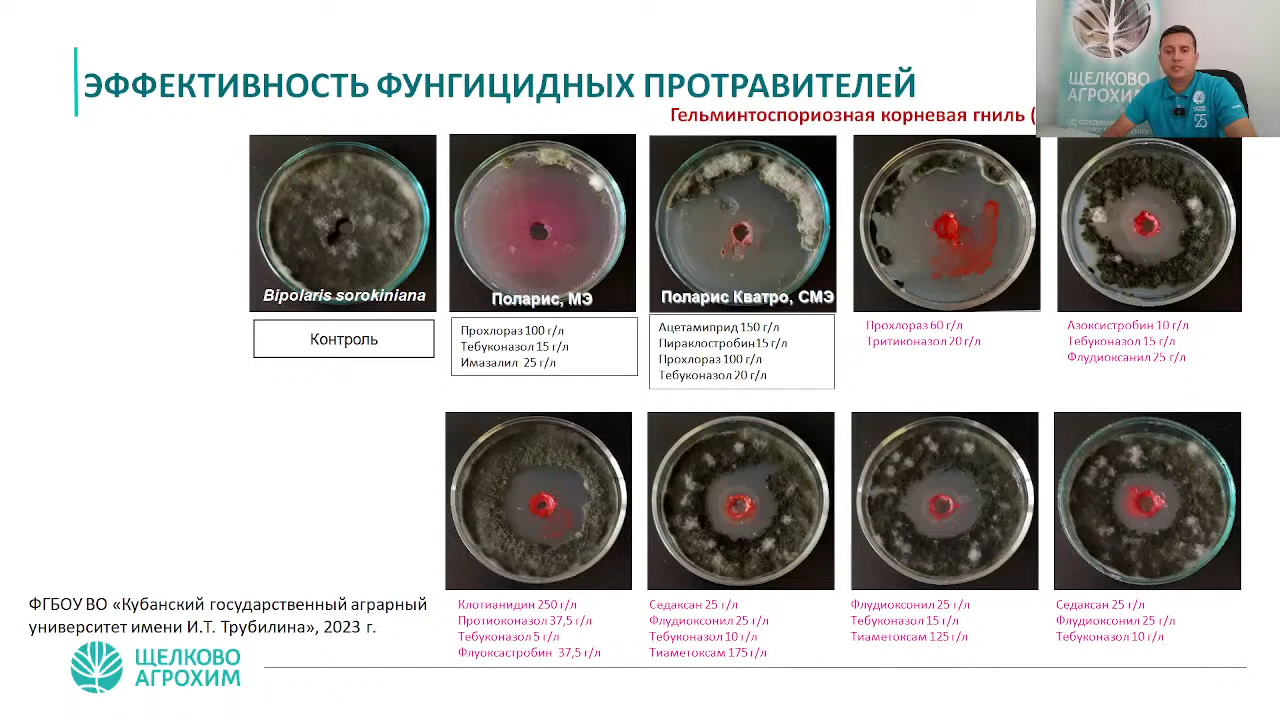 ЭФФЕКТИВНОСТЬ ФУНГИЦИДНЫХ ПРОТРАВИТЕЛЕЙ
Гельминтоспориозная корневая гниль (
ЩЕЛКОВО
АГРОХИМ
25
Bipolaris sorokiniana
Поларис, МЭ
Поларис Кватро, СМЭ
Контроль
Прохлораз 100 г/л
Тебуконазол 15 г/л
Имазалил 25 г/л
Ацетамиприд 150 г/л
Пираклостробин15 г/л
Прохлораз 100 г/л
Тебуконазол 20 г/л
Прохлораз 60 г/л
Тритиконазол 20 г/л
Азоксистробин 10 г/л
Тебуконазол 15 г/л
Флудиоксанил 25 г/л
Клотианидин 250 г/л
Протиоконазол 37,5 г/л
Тебуконазол 5 г/л
Флуоксастробин 37,5 г/л
Седаксан 25 г/л
Флудиоксонил 25 г/л
Тебуконазол 10 г/л
Тиаметоксам 175 г/л
Флудиоксонил 25 г/л
Тебуконазол 15 г/л
Тиаметоксам 125 г/л
Седаксан 25 г/л
Флудиоксонил 25 г/л
Тебуконазол 10 г/л
ФГБОУ ВО «Кубанский государственный аграрный
университет имени И.Т. Трубилина», 2023 г.
ЩЕЛКОВО
АГРОХИМ